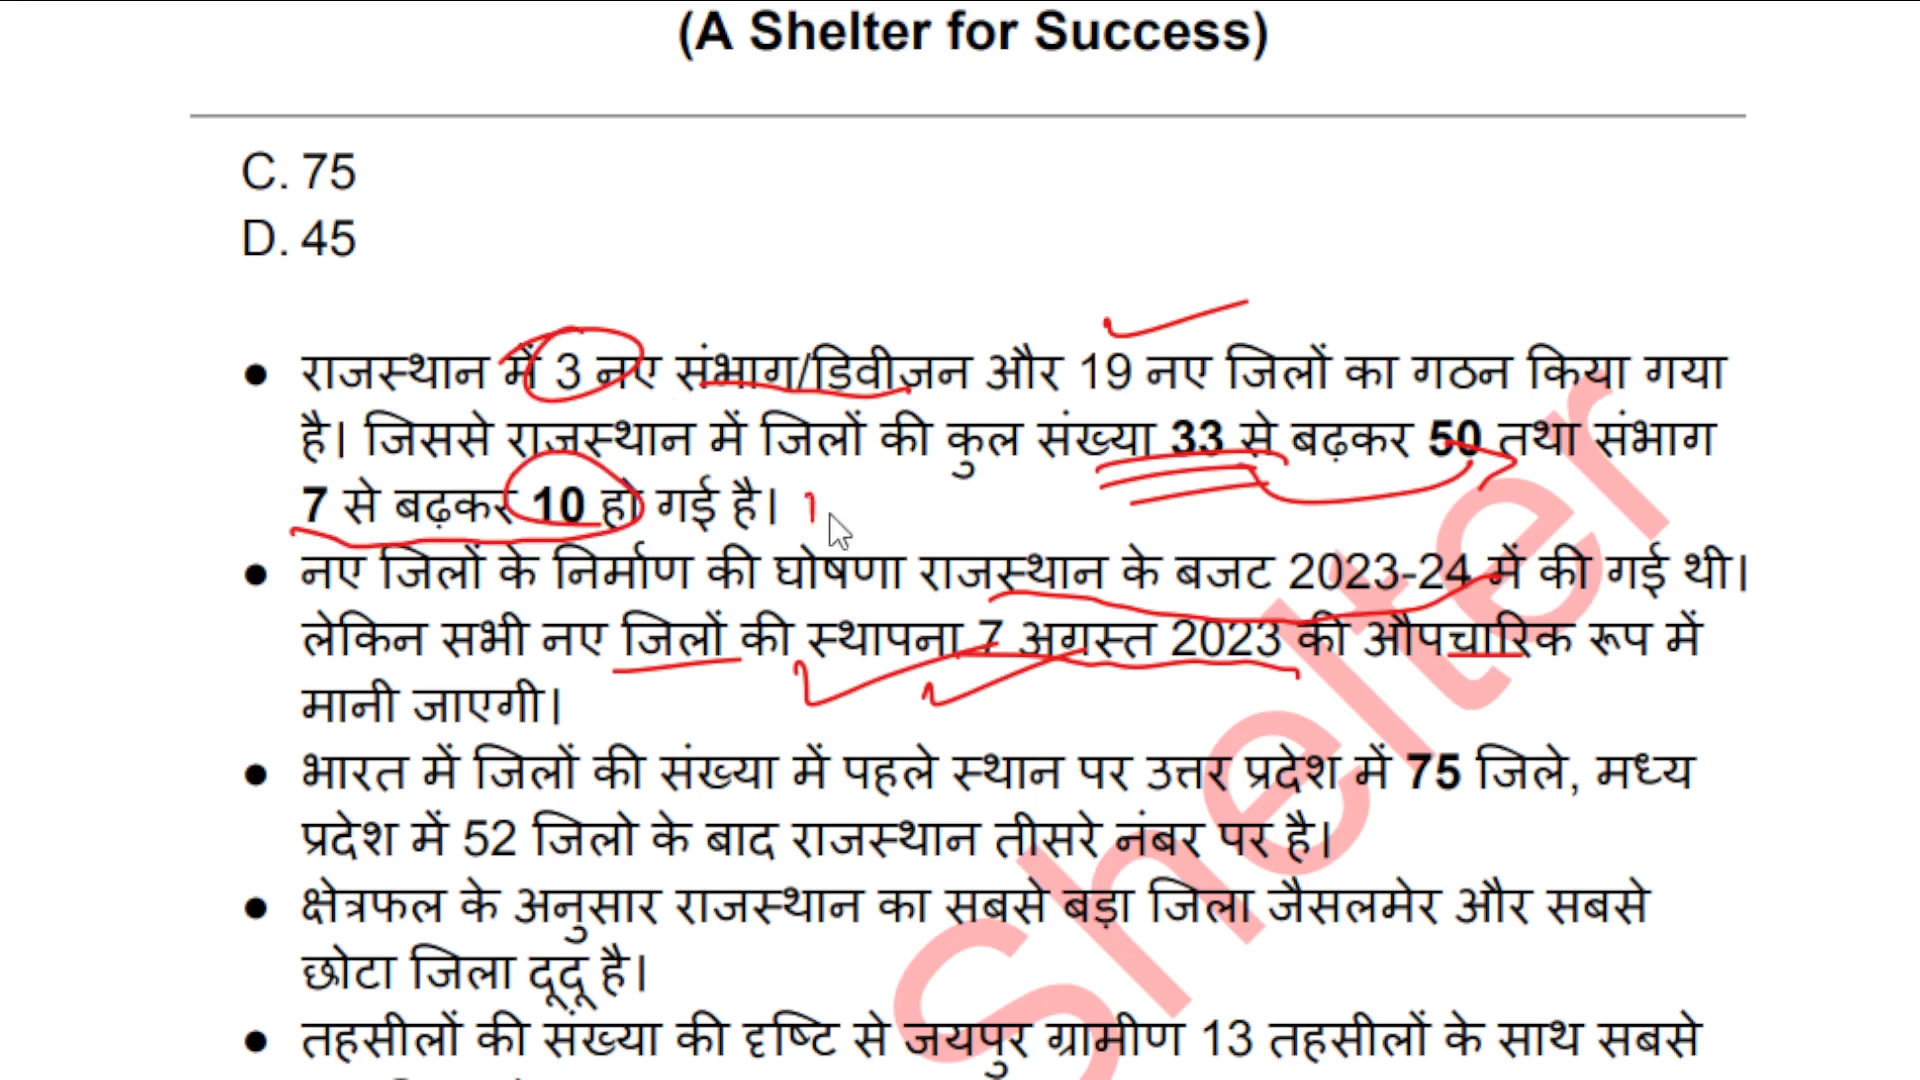 (A Shelter for Success)
C. 75
D. 45
● राजस्थान में 3 नए संभाग/डिवीजन और 19 नए जिलों का गठन किया गया
है। जिससे राजस्थान में जिलों की कुल संख्या 33 से बढ़कर 50 तथा संभाग
7 से बढ़कर 10 हो गई है। 1
● नए जिलों के निर्माण की घोषणा राजस्थान के बजट 2023-24 में की गई थी।
लेकिन सभी नए जिलों की स्थापना 7 अगस्त 2023 को औपचारिक रूप में
मानी जाएगी।
● भारत में जिलों की संख्या में पहले स्थान पर उत्तर प्रदेश में 75 जिले, मध्य
प्रदेश में 52 जिलो के बाद राजस्थान तीसरे नंबर पर है।
● क्षेत्रफल के अनुसार राजस्थान का सबसे बड़ा जिला जैसलमेर और सबसे
छोटा जिला दूदू है।
● तहसीलों की संख्या की दृष्टि से जयपुर ग्रामीण 13 तहसीलों के साथ सबसे
Shelter